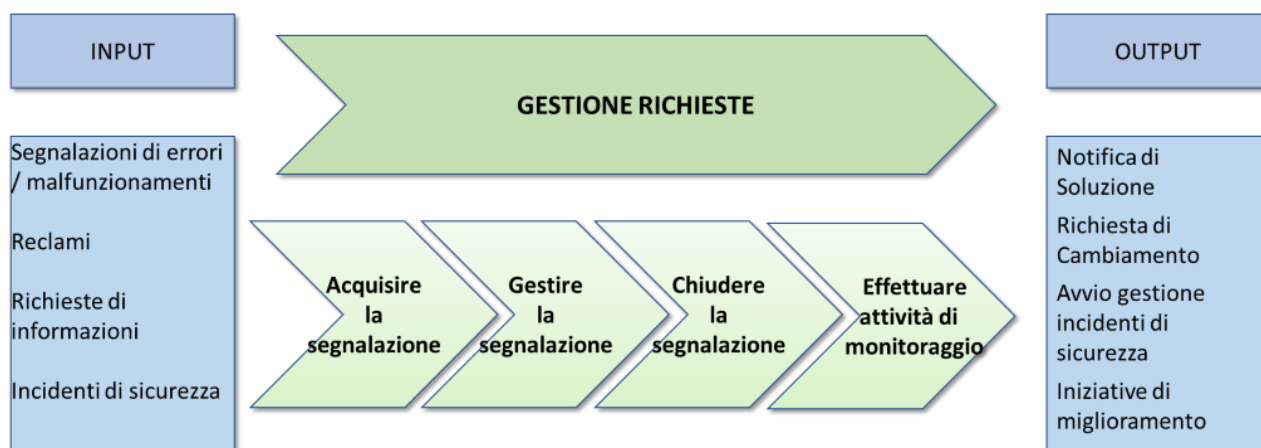 INPUT
GESTIONE RICHIESTE
OUTPUT
Segnalazioni di errori
/ malfunzionamenti
Reclami
Richieste di
informazioni
Incidenti di sicurezza
Acquisire
la
segnalazione
Gestire
la
segnalazione
Chiudere
la
segnalazione
Effettuare
attività di
monitoraggio
Notifica di
Soluzione
Richiesta di
Cambiamento
Avvio gestione
incidenti di
sicurezza
Iniziative di
miglioramento